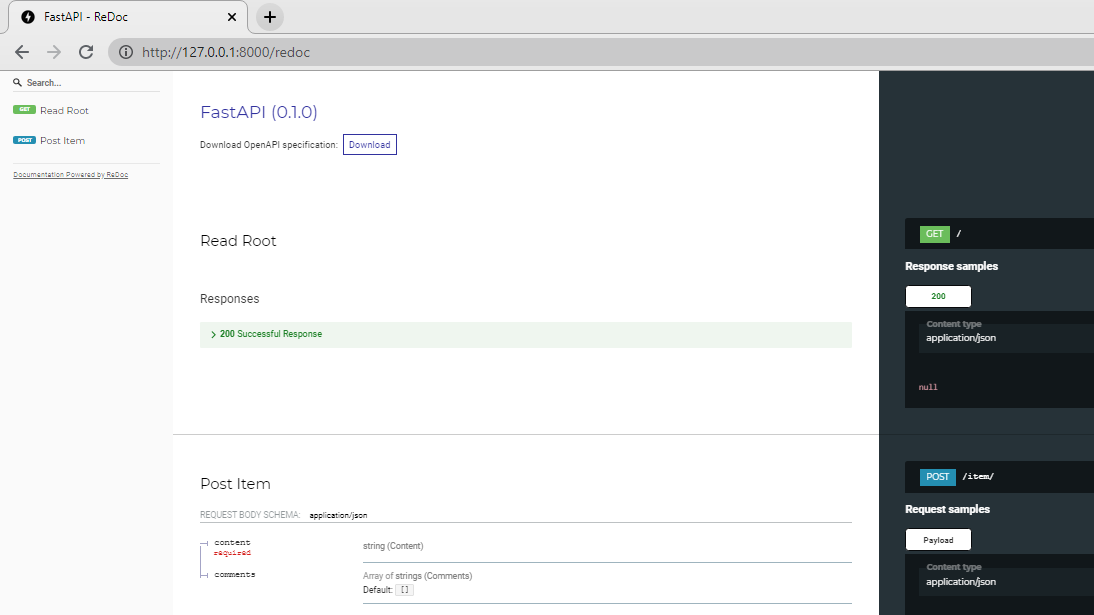 FastAPI - ReDoc
http://127.0.0.1:8000/redoc
Search...
GET Read Root
POST Post Item
Documentation Powered by ReDoc
FastAPI (0.1.0)
Download OpenAPI specification: Download
Read Root
Responses
200 Successful Response
GET /
Response samples
200
Content type
application/json
null
Post Item
REQUEST BODY SCHEMA: application/json
content
required
string (Content)
comments
Array of strings (Comments)
Default: []
POST /item/
Request samples
Payload
Content type
application/json